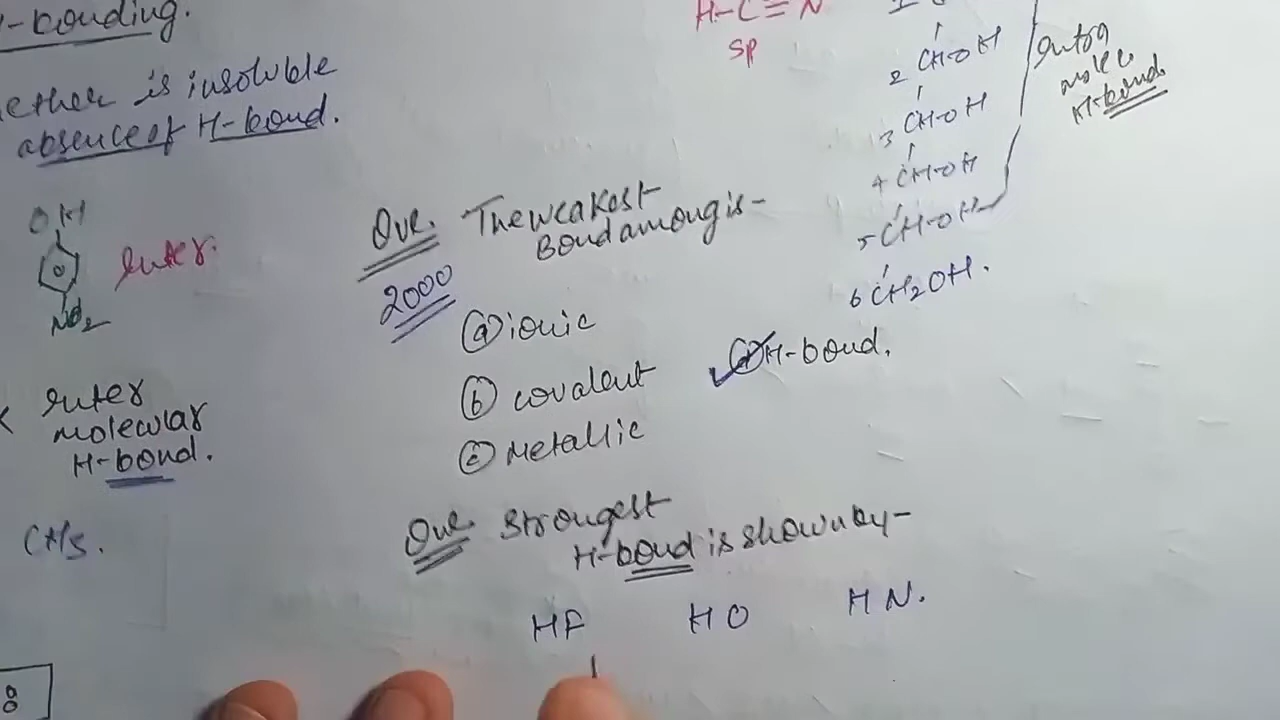 H-bonding.
ether is insoluble
absence of H-bond.
OH
NO2
Inter.
Inter
molecular
H-bond.
CH3.
H-C≡N
SP
Que. The weakest
Bond among is-
2000
(a) ionic
(b) covalent
(c) Metallic
(d) H-bond.
Que Strongest
H-bond is shown by-
HF HO HN.
2 CH-OH
3 CH-OH
4 CH-OH
5 CH-OH
6 CH2OH.
Intra
H-bond
8